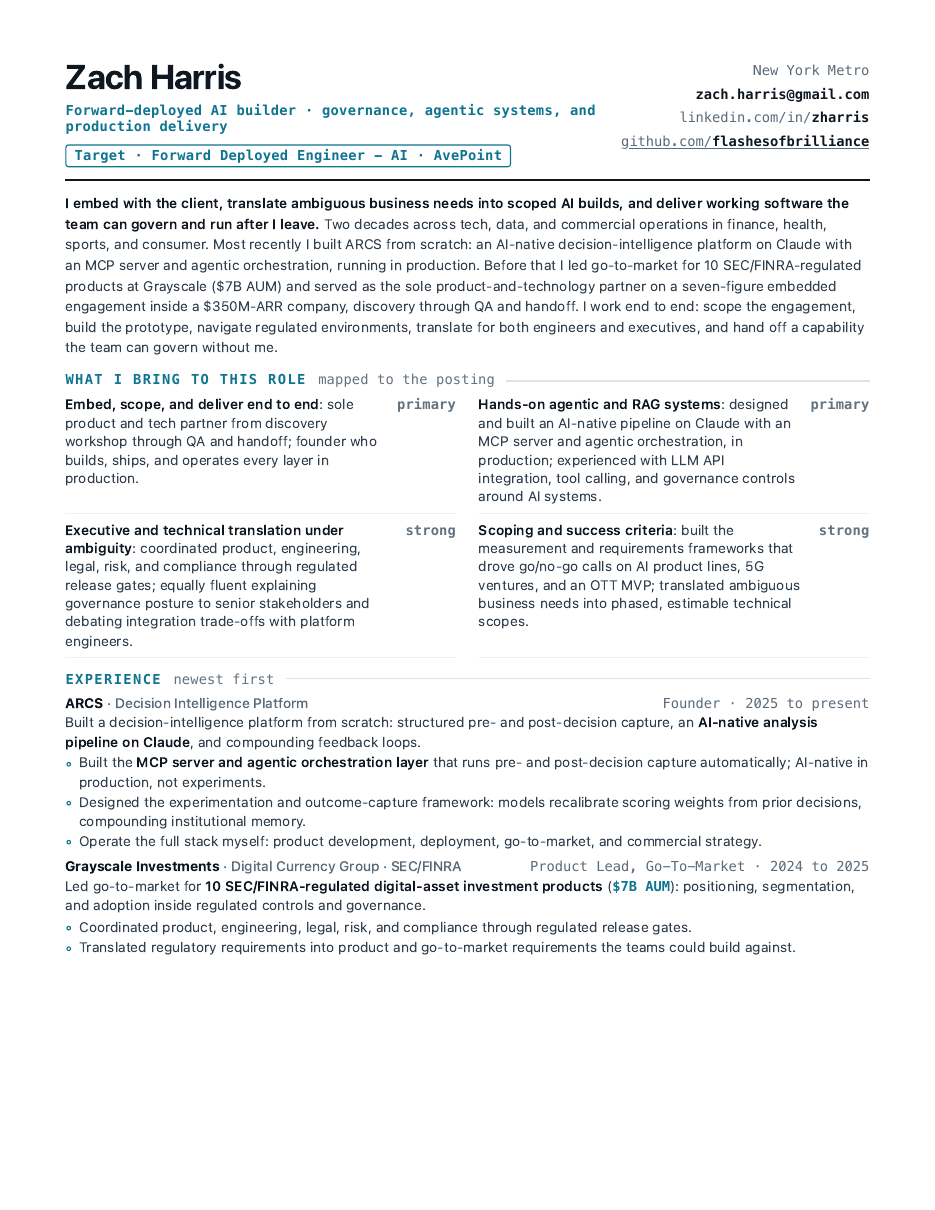 Zach Harris
Forward-deployed AI builder · governance, agentic systems, and
production delivery
Target · Forward Deployed Engineer – AI · AvePoint
New York Metro
zach.harris@gmail.com
linkedin.com/in/zharris
github.com/flashesofbrilliance
I embed with the client, translate ambiguous business needs into scoped AI builds, and deliver working software the
team can govern and run after I leave. Two decades across tech, data, and commercial operations in finance, health,
sports, and consumer. Most recently I built ARCS from scratch: an AI-native decision-intelligence platform on Claude with
an MCP server and agentic orchestration, running in production. Before that I led go-to-market for 10 SEC/FINRA-regulated
products at Grayscale ($7B AUM) and served as the sole product-and-technology partner on a seven-figure embedded
engagement inside a $350M-ARR company, discovery through QA and handoff. I work end to end: scope the engagement,
build the prototype, navigate regulated environments, translate for both engineers and executives, and hand off a capability
the team can govern without me.
WHAT I BRING TO THIS ROLE mapped to the posting
Embed, scope, and deliver end to end: sole primary
product and tech partner from discovery
workshop through QA and handoff; founder who
builds, ships, and operates every layer in
production.
Hands-on agentic and RAG systems: designed primary
and built an AI-native pipeline on Claude with an
MCP server and agentic orchestration, in
production; experienced with LLM API
integration, tool calling, and governance controls
around AI systems.
Executive and technical translation under strong
ambiguity: coordinated product, engineering,
legal, risk, and compliance through regulated
release gates; equally fluent explaining
governance posture to senior stakeholders and
debating integration trade-offs with platform
engineers.
Scoping and success criteria: built the strong
measurement and requirements frameworks that
drove go/no-go calls on AI product lines, 5G
ventures, and an OTT MVP; translated ambiguous
business needs into phased, estimable technical
scopes.
EXPERIENCE newest first
ARCS · Decision Intelligence Platform Founder · 2025 to present
Built a decision-intelligence platform from scratch: structured pre- and post-decision capture, an AI-native analysis
pipeline on Claude, and compounding feedback loops.
∘ Built the MCP server and agentic orchestration layer that runs pre- and post-decision capture automatically; AI-native in
production, not experiments.
∘ Designed the experimentation and outcome-capture framework: models recalibrate scoring weights from prior decisions,
compounding institutional memory.
∘ Operate the full stack myself: product development, deployment, go-to-market, and commercial strategy.
Grayscale Investments · Digital Currency Group · SEC/FINRA Product Lead, Go-To-Market · 2024 to 2025
Led go-to-market for 10 SEC/FINRA-regulated digital-asset investment products ($7B AUM): positioning, segmentation,
and adoption inside regulated controls and governance.
∘ Coordinated product, engineering, legal, risk, and compliance through regulated release gates.
∘ Translated regulatory requirements into product and go-to-market requirements the teams could build against.